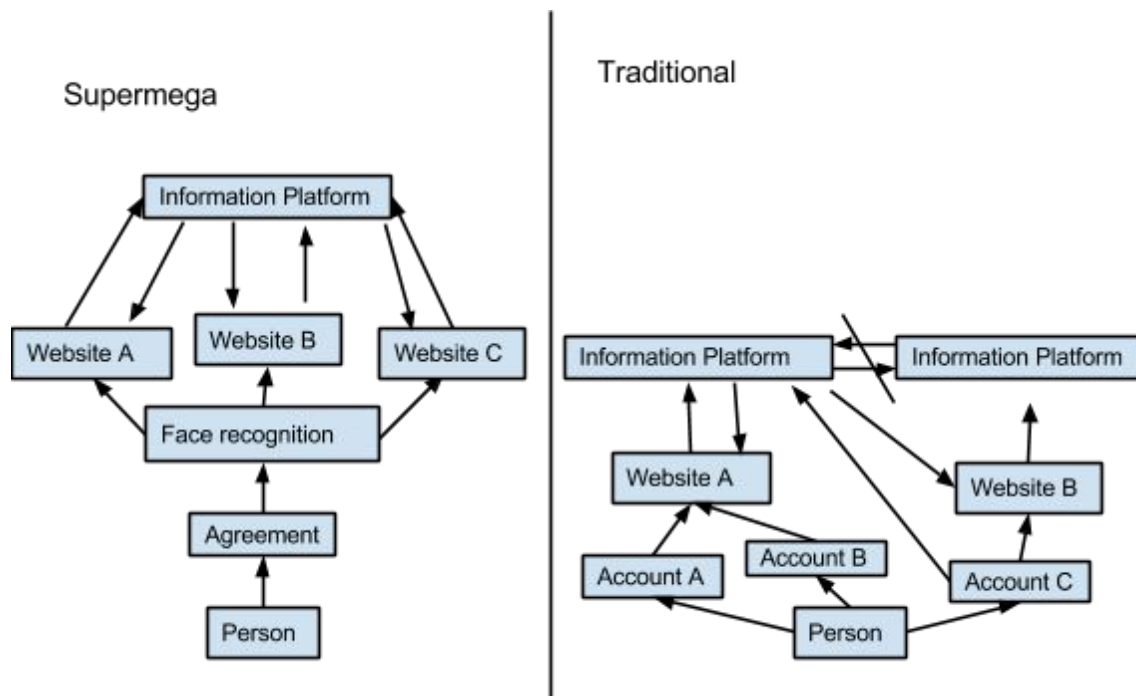 Supermega
Information Platform
Website A
Website B
Website C
Face recognition
Agreement
Person
Traditional
Information Platform
Information Platform
Website A
Website B
Account A
Account B
Account C
Person